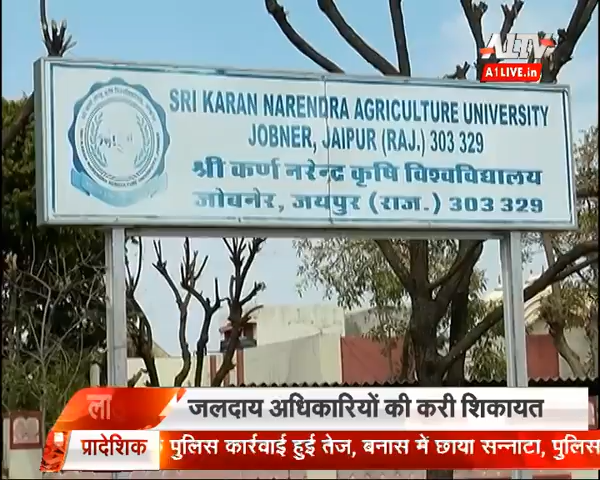 A1TV
A1LIVE.in
SRI KARAN NARENDRA AGRICULTURE UNIVERSITY
JOBNER, JAIPUR (RAJ.) 303 329
श्री कर्ण नरेन्द्र कृषि विश्वविद्यालय
जोबनेर, जयपुर (राज.) 303 329
ला
जलदाय अधिकारियों की करी शिकायत
प्रादेशिक
पुलिस कार्रवाई हुई तेज, बनास में छाया सन्नाटा, पुलिस